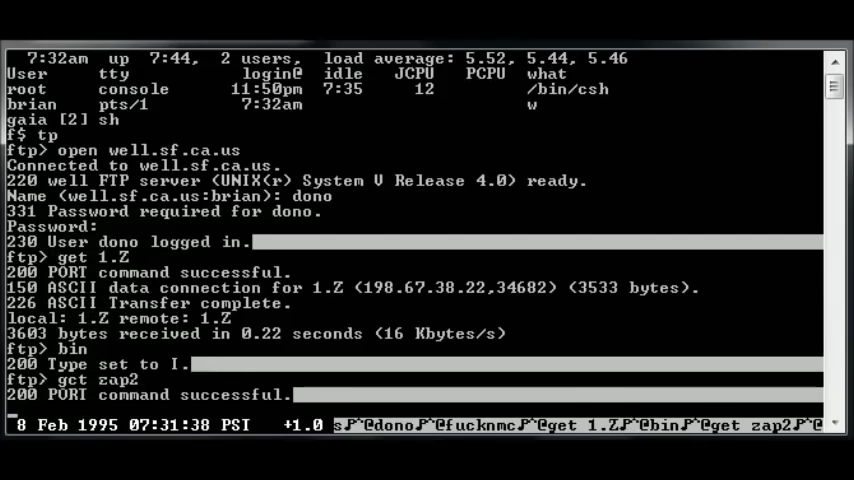 7:32am up 7:44, 2 users, load average: 5.52, 5.44, 5.46
User tty login@ idle JCPU PCPU what
root console 11:50pm 7:35 12 /bin/csh
brian pts/1 7:32am w
gaia [2] sh
f$ tp
ftp> open well.sf.ca.us
Connected to well.sf.ca.us.
220 well FTP server (UNIX(r) System V Release 4.0) ready.
Name (well.sf.ca.us:brian): dono
331 Password required for dono.
Password:
230 User dono logged in.
ftp> get 1.Z
200 PORT command successful.
150 ASCII data connection for 1.Z (198.67.38.22,34682) (3533 bytes).
226 ASCII Transfer complete.
local: 1.Z remote: 1.Z
3603 bytes received in 0.22 seconds (16 Kbytes/s)
ftp> bin
200 Type set to I.
ftp> get zap2
200 PORT command successful.
8 Feb 1995 07:31:38 PST +1.0 s♪^@dono♪^@fucknmc♪^@get 1.Z♪^@bin♪^@get zap2♪^@